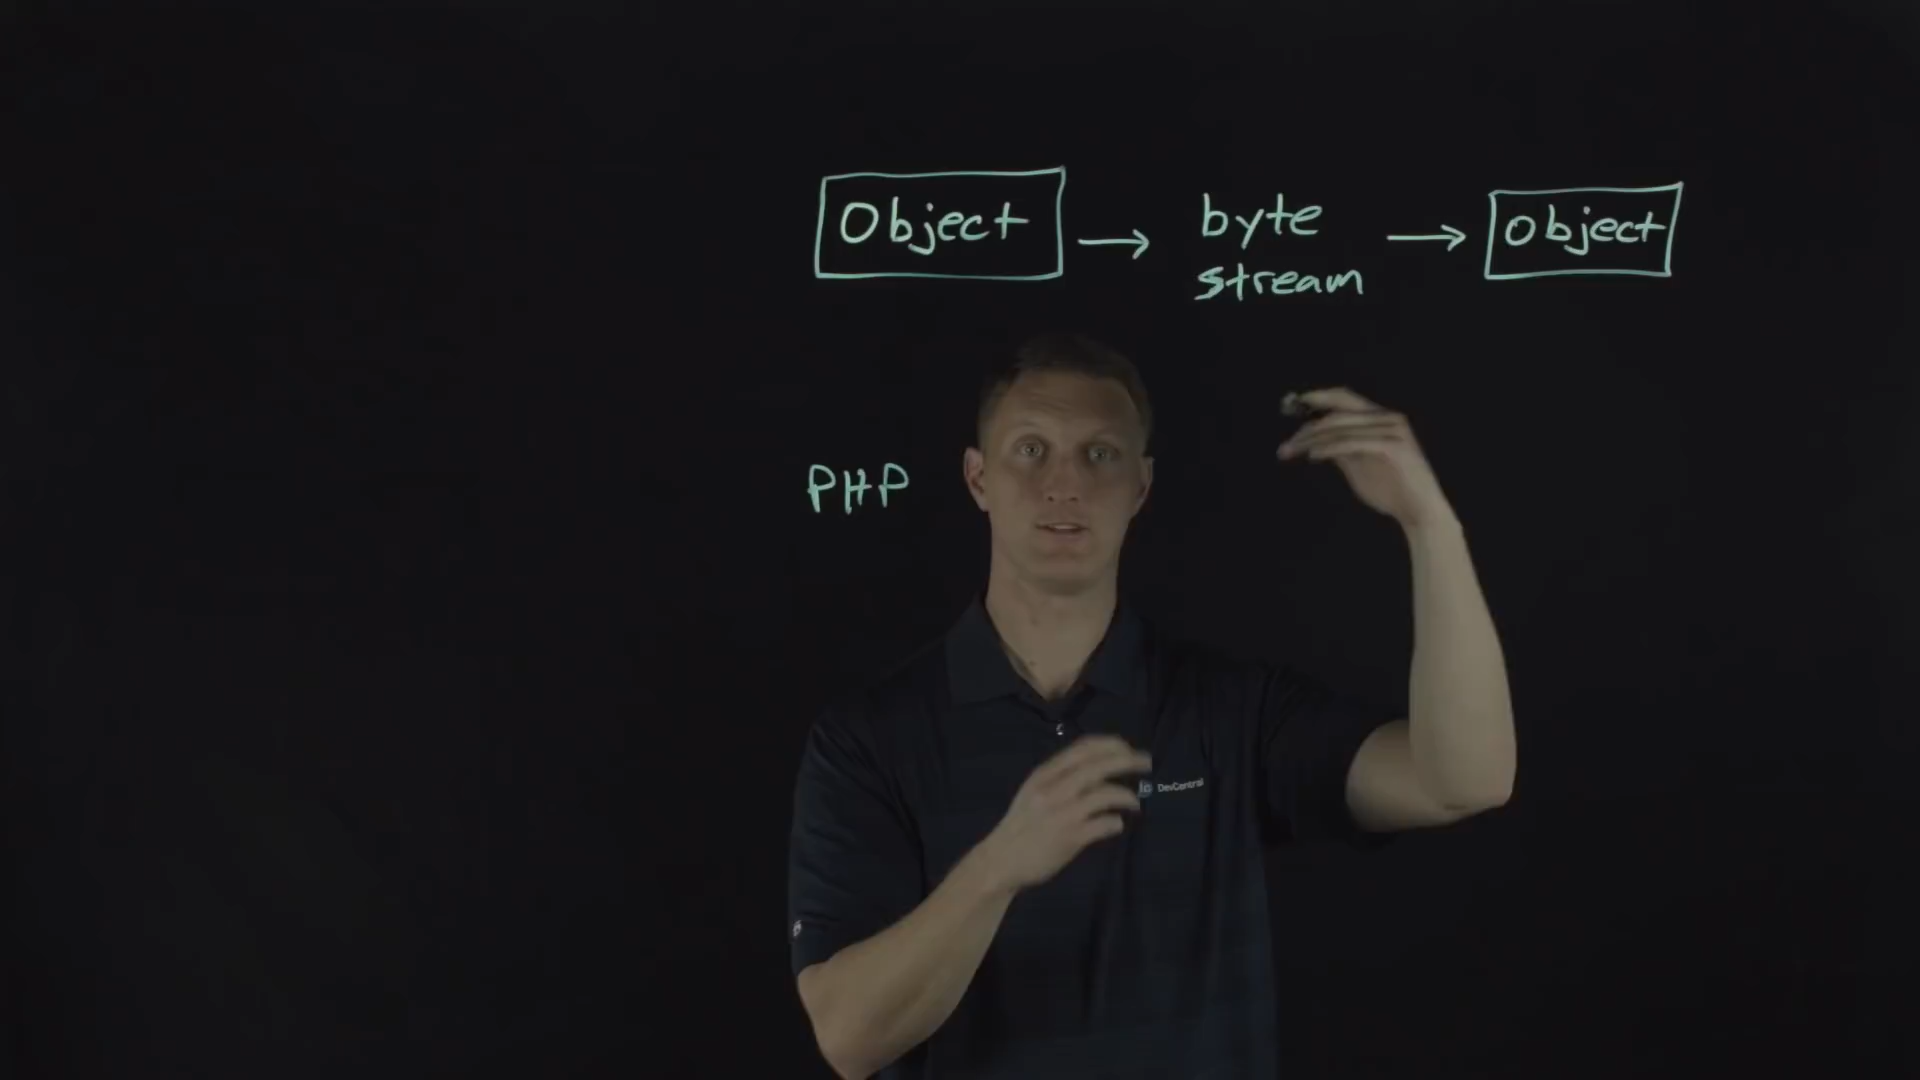 Object → byte stream → Object
PHP
DevCentral